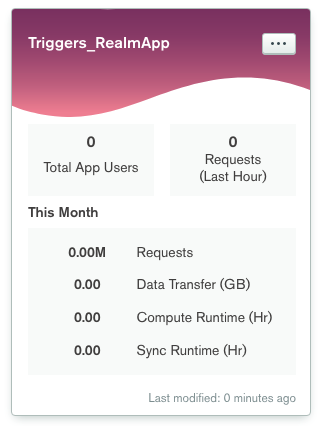 Triggers_RealmApp
0
Total App Users
0
Requests
(Last Hour)
This Month
0.00M Requests
0.00 Data Transfer (GB)
0.00 Compute Runtime (Hr)
0.00 Sync Runtime (Hr)
Last modified: 0 minutes ago